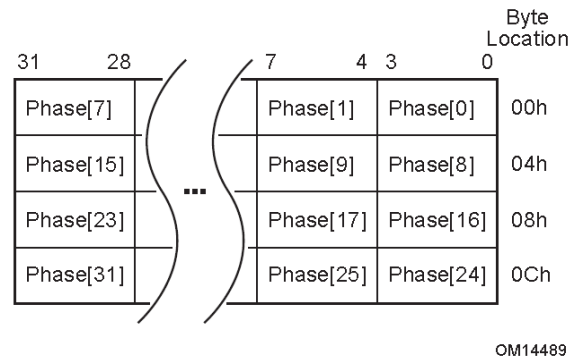 Byte
Location
31 28 7 4 3 0
Phase[7] Phase[1] Phase[0] 00h
Phase[15] ... Phase[9] Phase[8] 04h
Phase[23] Phase[17] Phase[16] 08h
Phase[31] Phase[25] Phase[24] 0Ch
OM14489